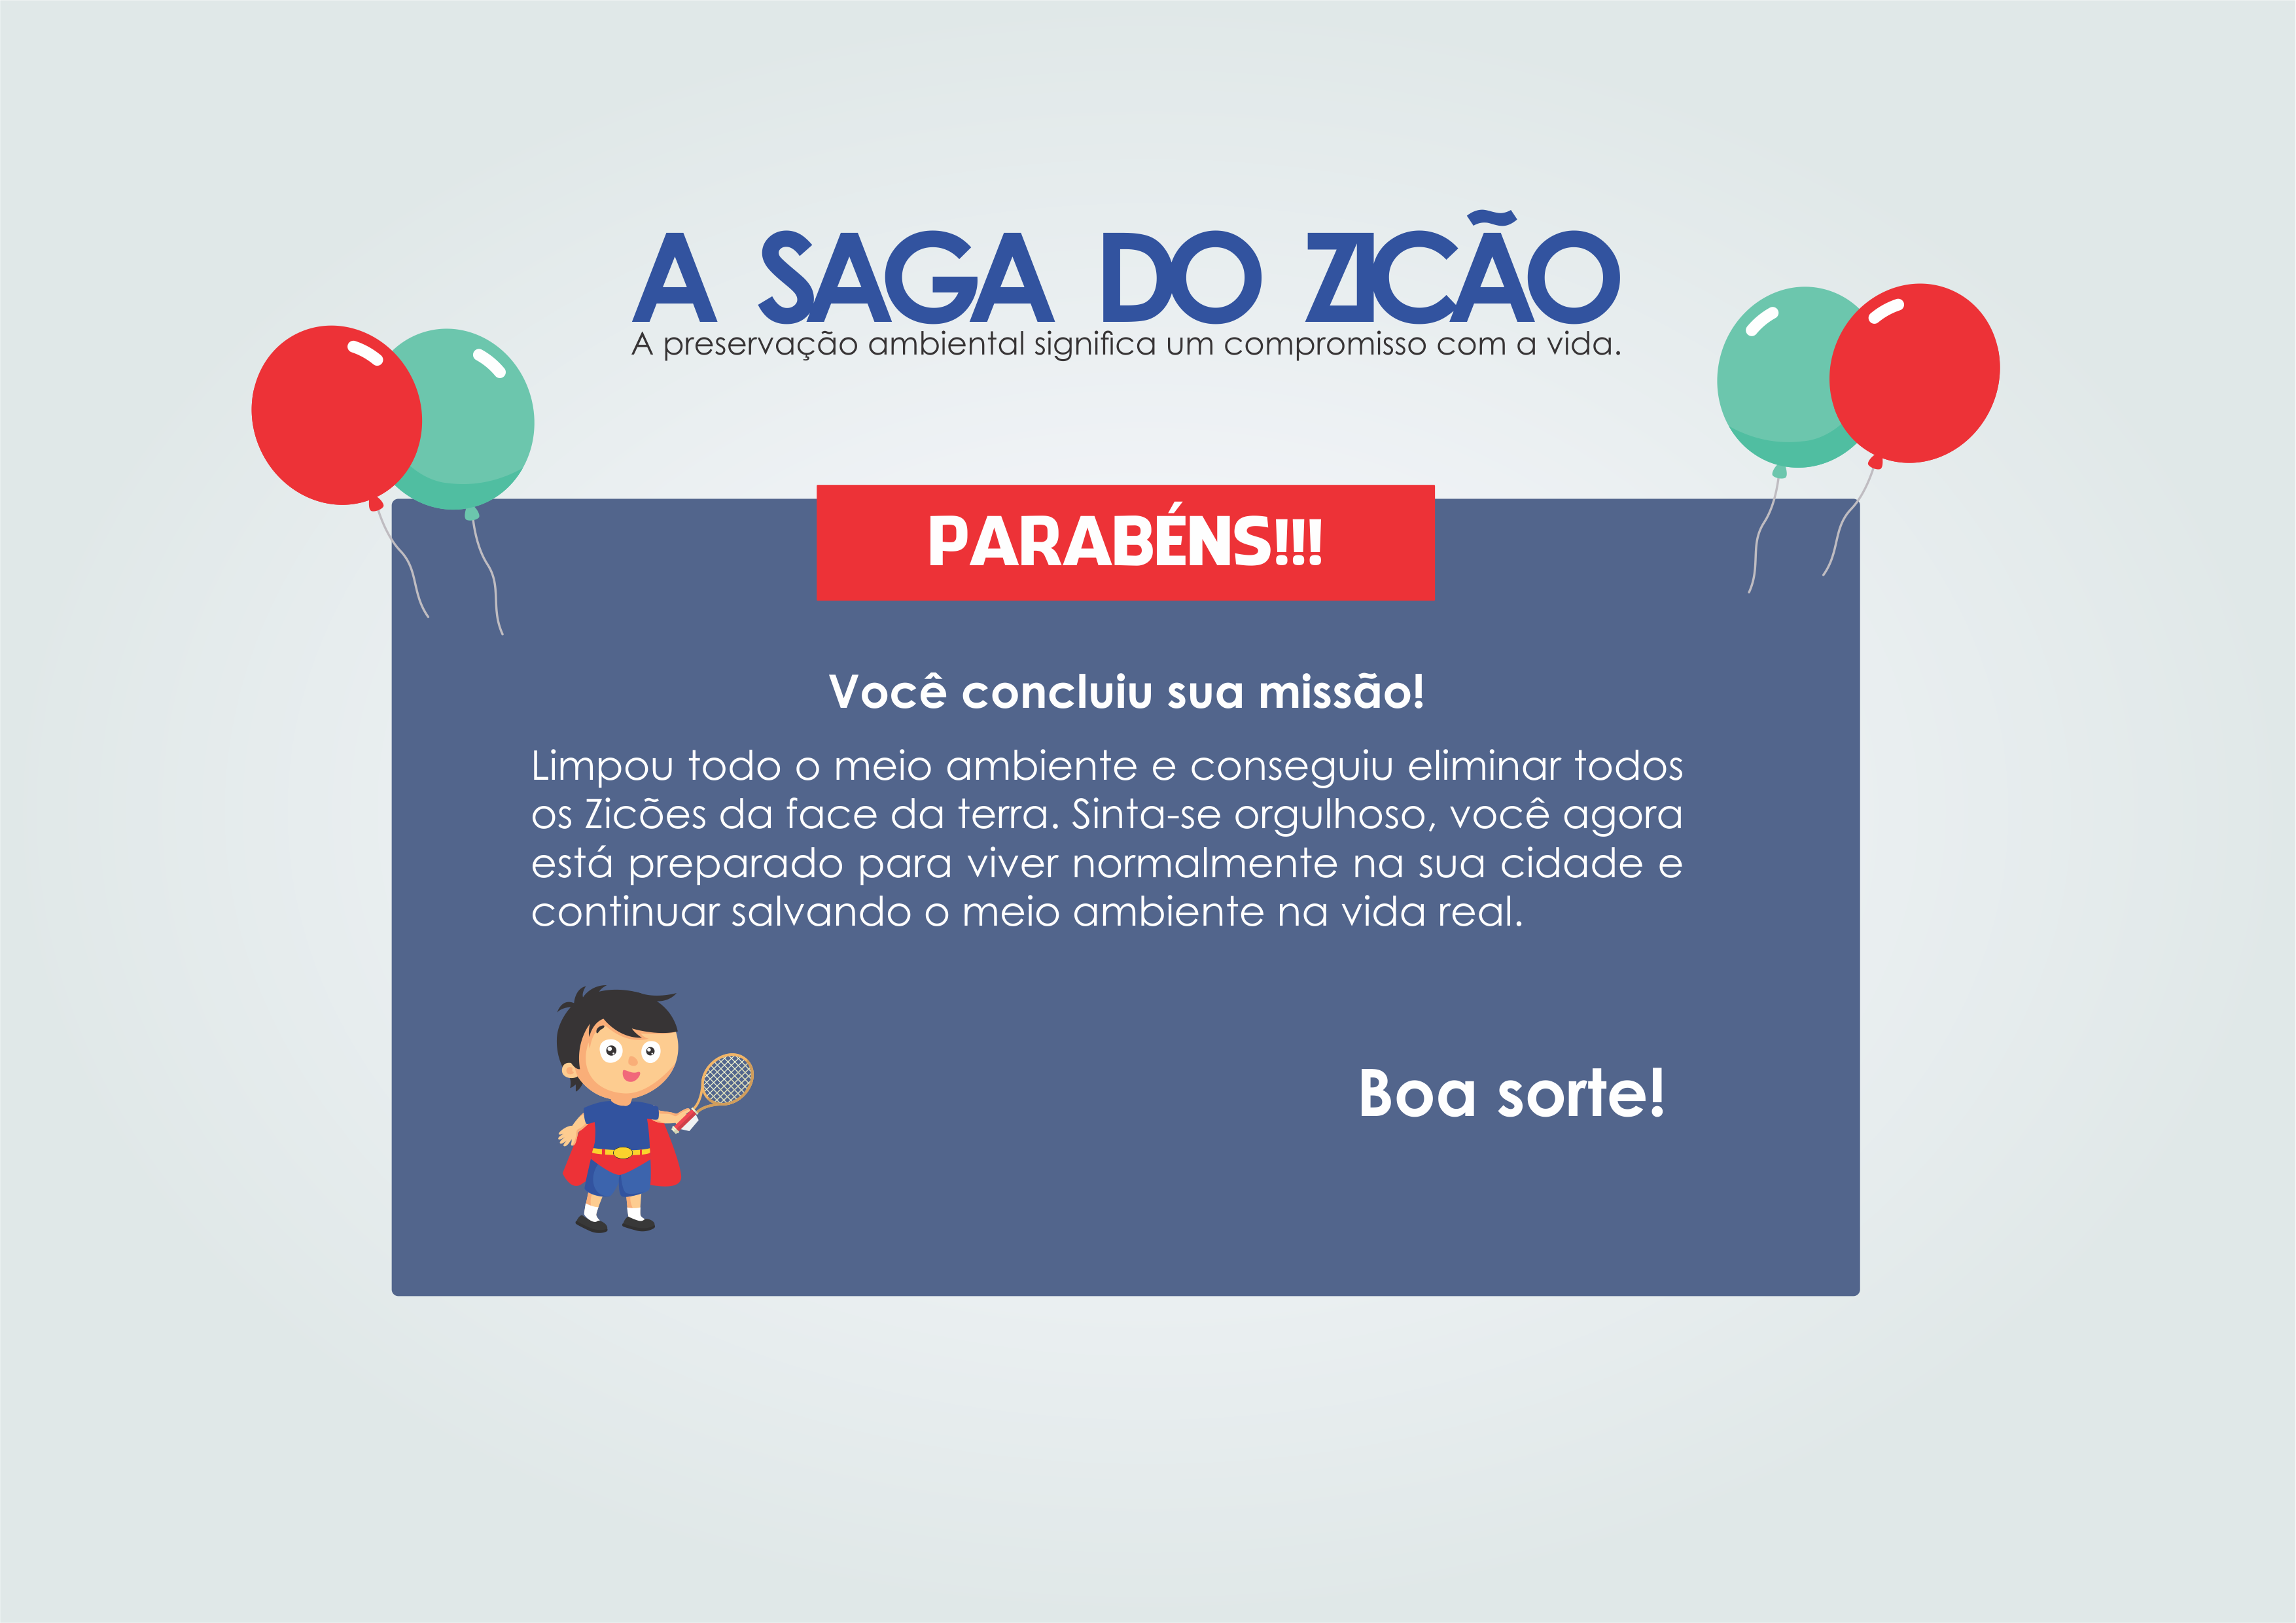 A SAGA DO ZICÃO
A preservação ambiental significa um compromisso com a vida.
PARABÉNS!!!
Você concluiu sua missão!
Limpou todo o meio ambiente e conseguiu eliminar todos
os Zicões da face da terra. Sinta-se orgulhoso, você agora
está preparado para viver normalmente na sua cidade e
continuar salvando o meio ambiente na vida real.
Boa sorte!